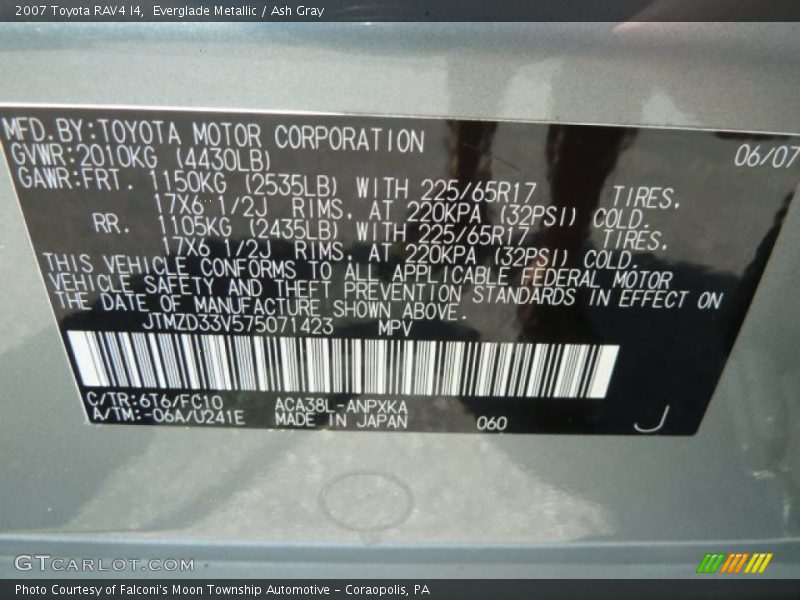 2007 Toyota RAV4 I4, Everglade Metallic / Ash Gray
MFD.BY:TOYOTA MOTOR CORPORATION 06/07
GVWR:2010KG (4430LB)
GAWR:FRT. 1150KG (2535LB) WITH 225/65R17 TIRES,
17X6 1/2J RIMS, AT 220KPA (32PSI) COLD.
RR. 1105KG (2435LB) WITH 225/65R17 TIRES,
17X6 1/2J RIMS, AT 220KPA (32PSI) COLD.
THIS VEHICLE CONFORMS TO ALL APPLICABLE FEDERAL MOTOR
VEHICLE SAFETY AND THEFT PREVENTION STANDARDS IN EFFECT ON
THE DATE OF MANUFACTURE SHOWN ABOVE.
JTMZD33V575071423 MPV
C/TR:6T6/FC10 ACA38L-ANPXKA
A/TM:-06A/U241E MADE IN JAPAN 060 J
GTCARLOT.COM
Photo Courtesy of Falconi's Moon Township Automotive – Coraopolis, PA